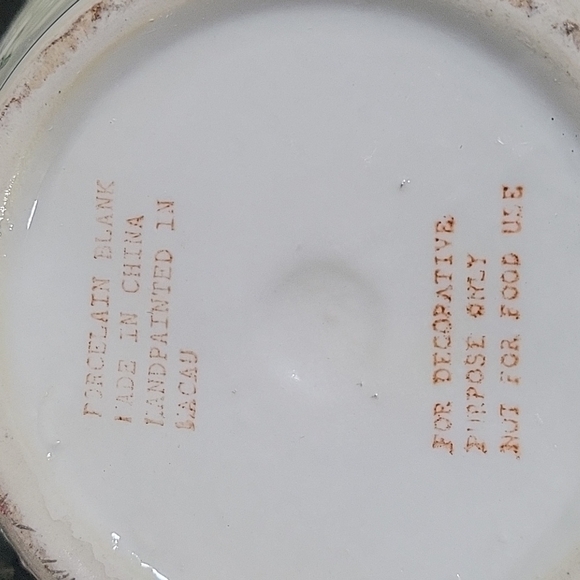 PORCELAIN BLANK
MADE IN CHINA
HANDPAINTED IN
MACAU
FOR DECORATIVE
PURPOSE ONLY
NOT FOR FOOD USE